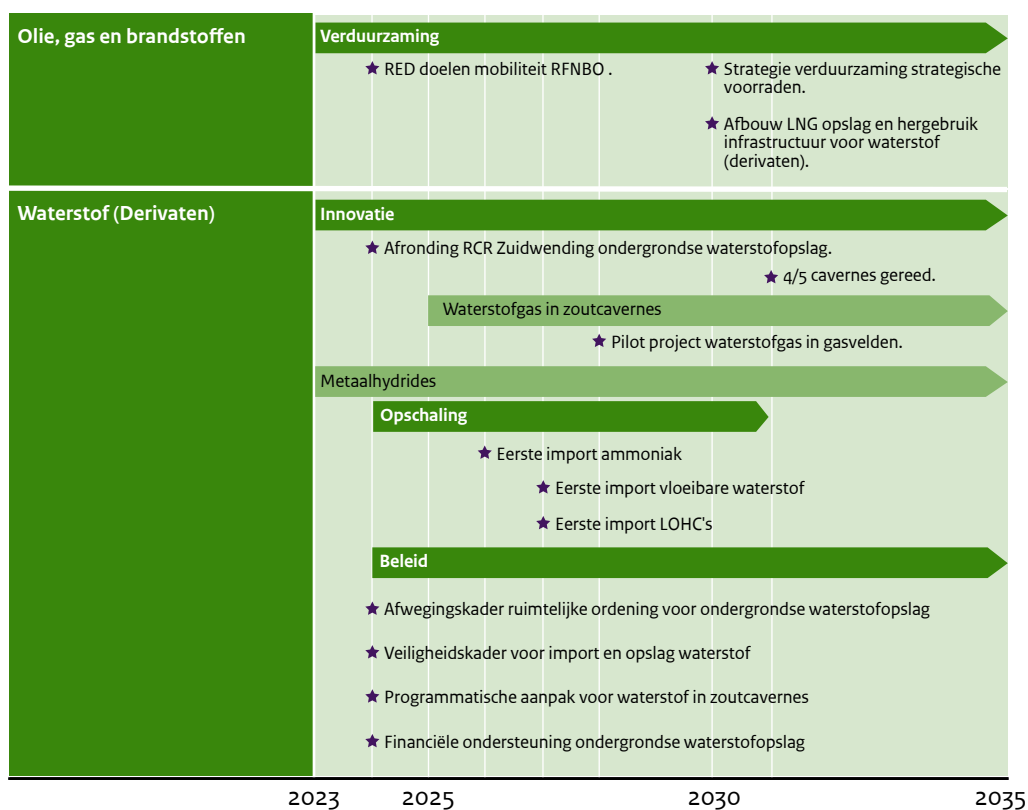 Olie, gas en brandstoffen
Verduurzaming
RED doelen mobiliteit RFNBO .
Strategie verduurzaming strategische
voorraden.
Afbouw LNG opslag en hergebruik
infrastructuur voor waterstof
(derivaten).
Waterstof (Derivaten)
Innovatie
Afronding RCR Zuidwending ondergrondse waterstofopslag.
4/5 cavernes gereed.
Waterstofgas in zoutcavernes
Pilot project waterstofgas in gasvelden.
Metaalhydrides
Opschaling
Eerste import ammoniak
Eerste import vloeibare waterstof
Eerste import LOHC's
Beleid
Afwegingskader ruimtelijke ordening voor ondergrondse waterstofopslag
Veiligheidskader voor import en opslag waterstof
Programmatische aanpak voor waterstof in zoutcavernes
Financiële ondersteuning ondergrondse waterstofopslag
2023 2025 2030 2035